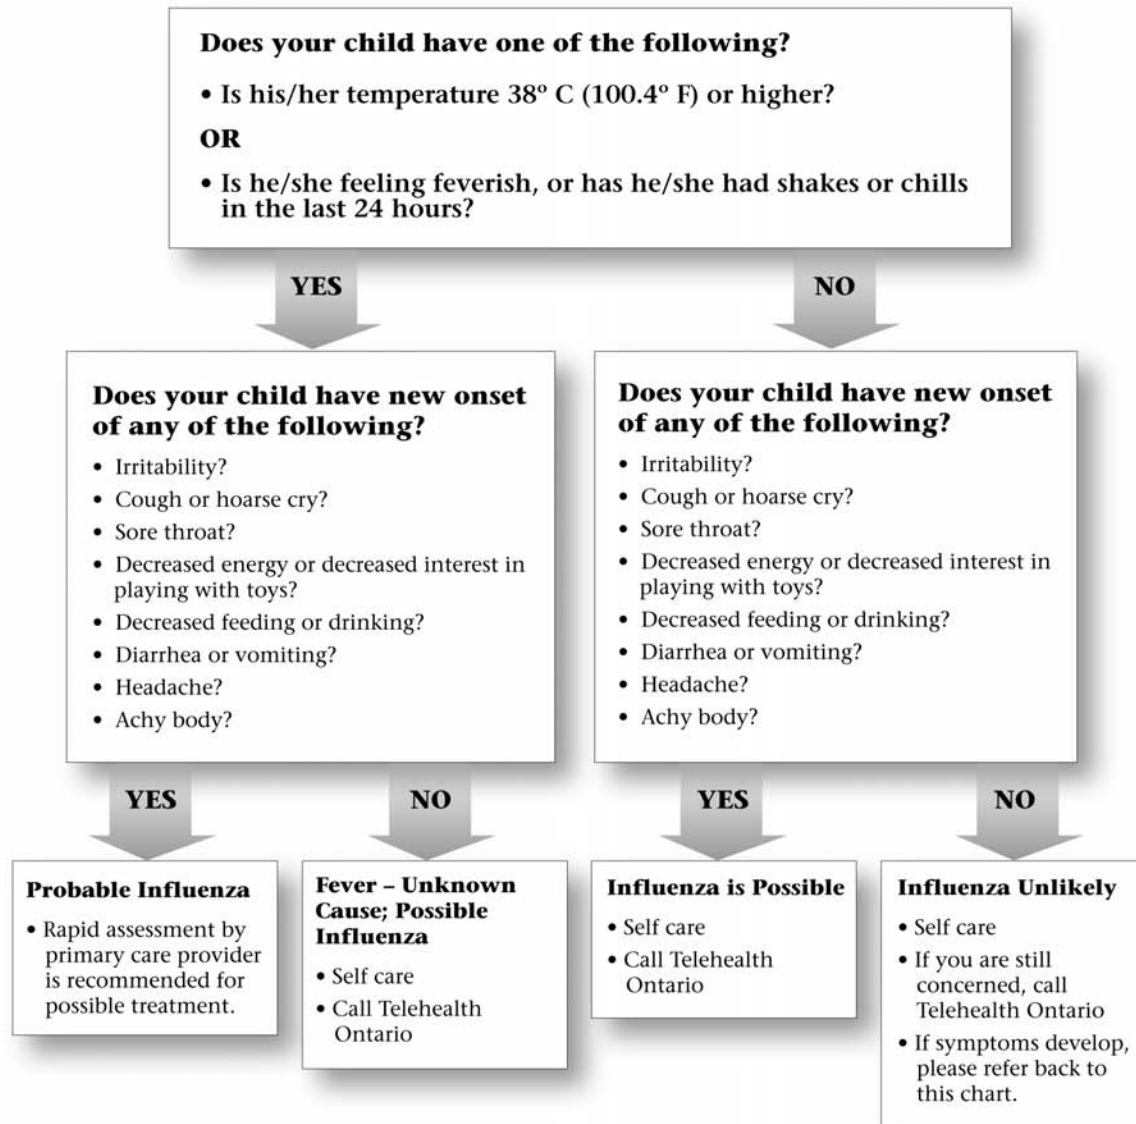 Does your child have one of the following?
• Is his/her temperature 38º C (100.4º F) or higher?
OR
• Is he/she feeling feverish, or has he/she had shakes or chills
in the last 24 hours?
YES
NO
Does your child have new onset
of any of the following?
• Irritability?
• Cough or hoarse cry?
• Sore throat?
• Decreased energy or decreased interest in
playing with toys?
• Decreased feeding or drinking?
• Diarrhea or vomiting?
• Headache?
• Achy body?
Does your child have new onset
of any of the following?
• Irritability?
• Cough or hoarse cry?
• Sore throat?
• Decreased energy or decreased interest in
playing with toys?
• Decreased feeding or drinking?
• Diarrhea or vomiting?
• Headache?
• Achy body?
YES
NO
YES
NO
Probable Influenza
• Rapid assessment by
primary care provider
is recommended for
possible treatment.
Fever – Unknown
Cause; Possible
Influenza
• Self care
• Call Telehealth
Ontario
Influenza is Possible
• Self care
• Call Telehealth
Ontario
Influenza Unlikely
• Self care
• If you are still
concerned, call
Telehealth Ontario
• If symptoms develop,
please refer back to
this chart.